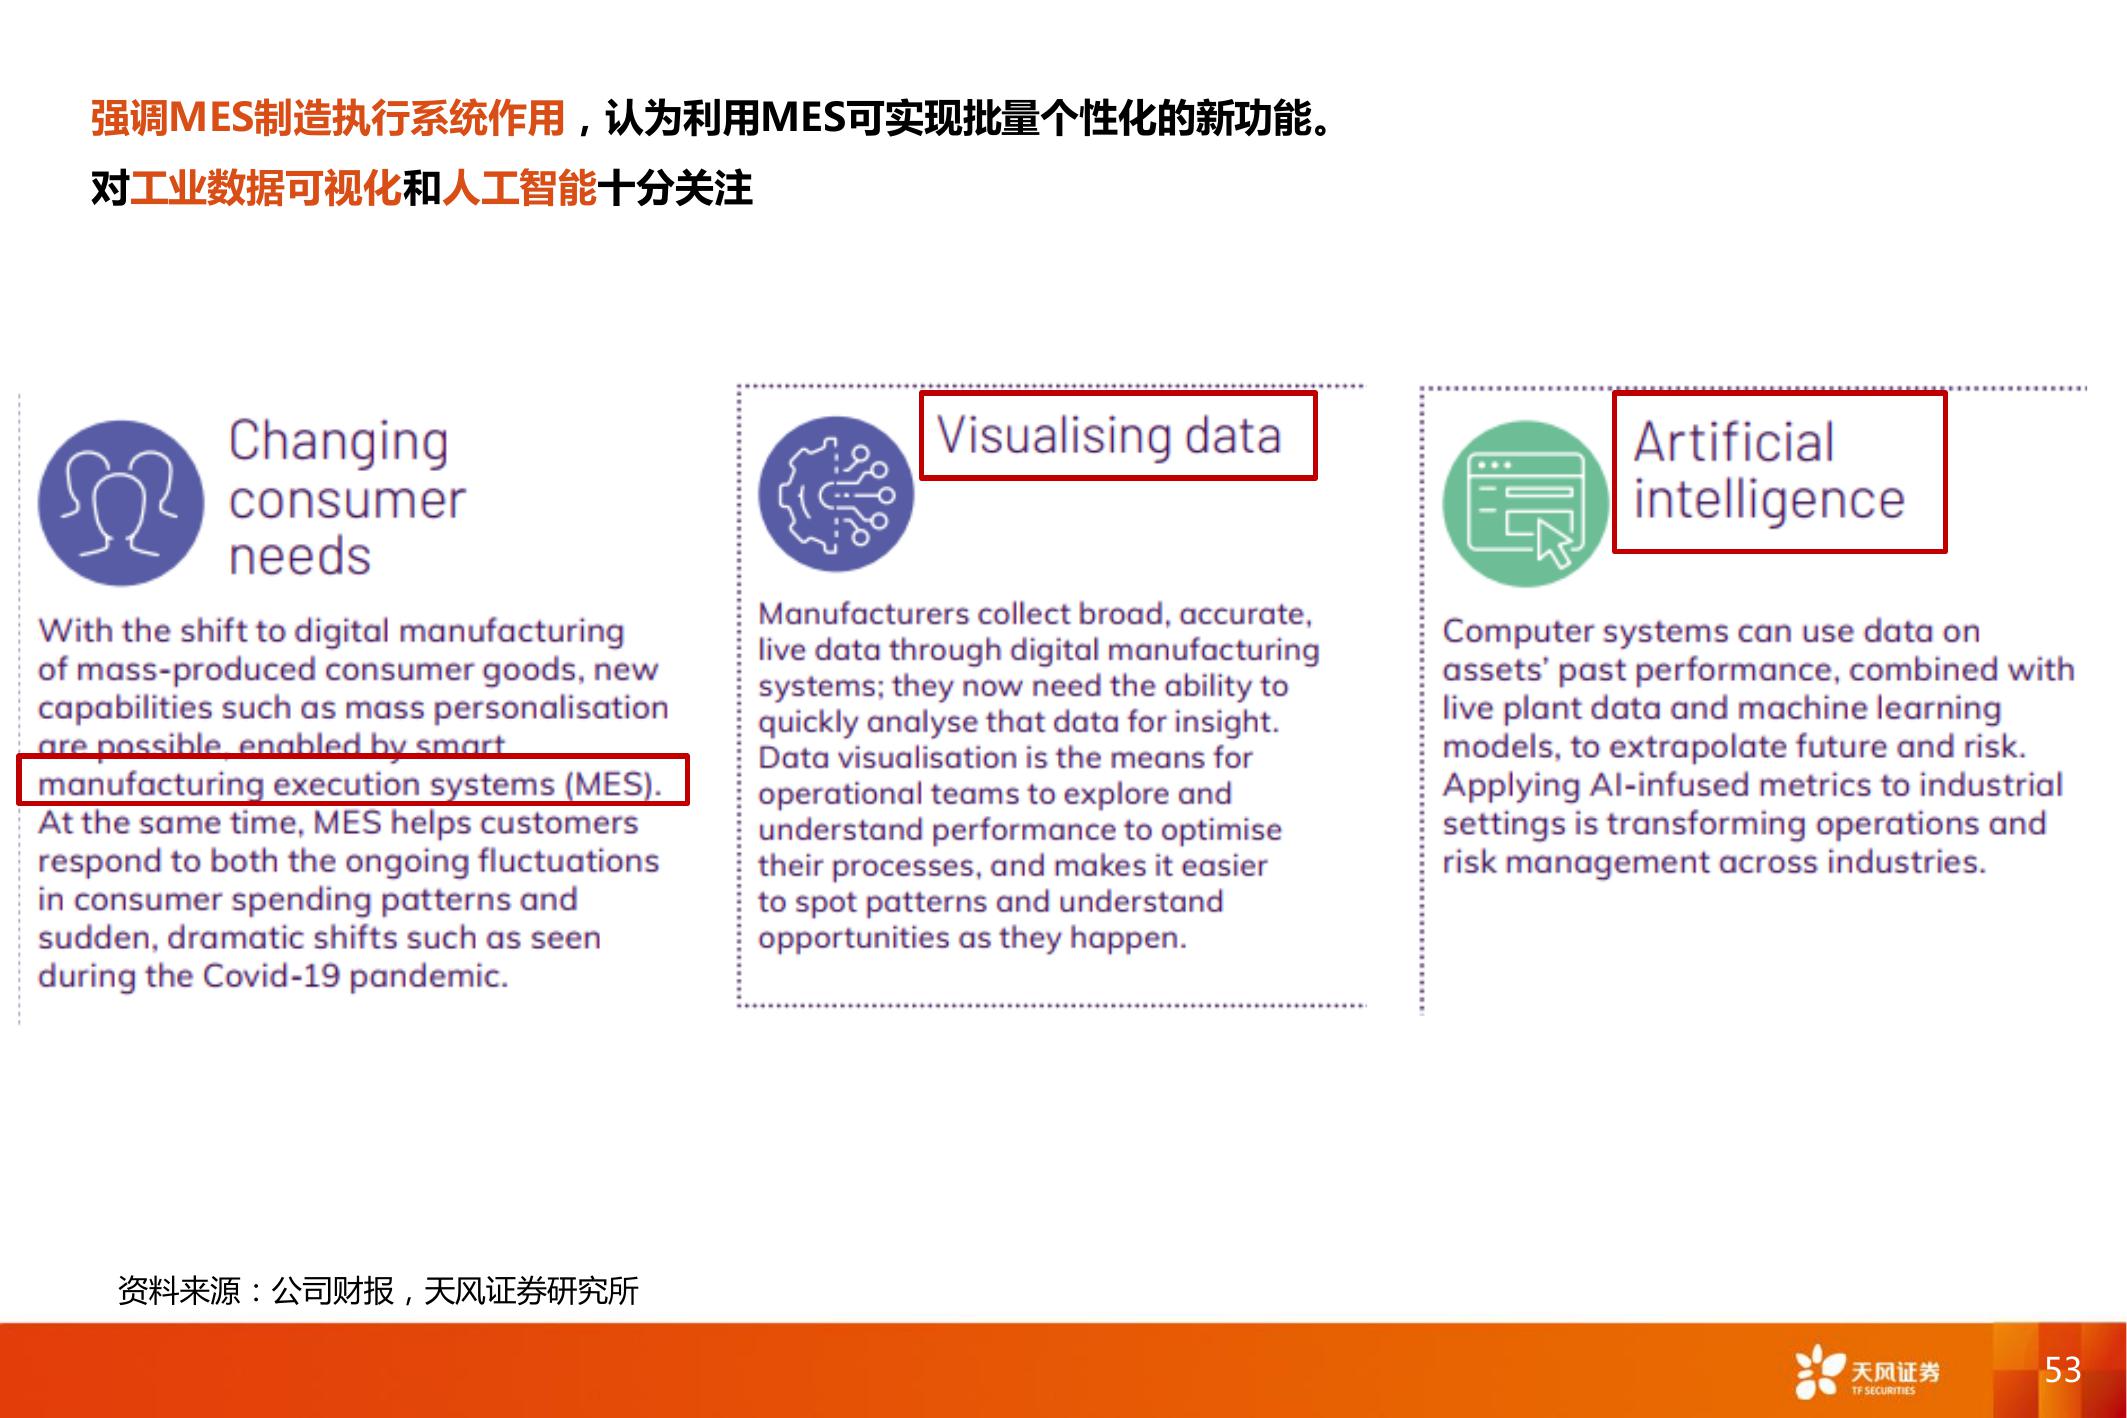 强调MES制造执行系统作用，认为利用MES可实现批量个性化的新功能。
对工业数据可视化和人工智能十分关注
Changing
consumer
needs
With the shift to digital manufacturing
of mass-produced consumer goods, new
capabilities such as mass personalisation
are possible, enabled by smart
manufacturing execution systems (MES).
At the same time, MES helps customers
respond to both the ongoing fluctuations
in consumer spending patterns and
sudden, dramatic shifts such as seen
during the Covid-19 pandemic.
Visualising data
Manufacturers collect broad, accurate,
live data through digital manufacturing
systems; they now need the ability to
quickly analyse that data for insight.
Data visualisation is the means for
operational teams to explore and
understand performance to optimise
their processes, and makes it easier
to spot patterns and understand
opportunities as they happen.
Artificial
intelligence
Computer systems can use data on
assets’ past performance, combined with
live plant data and machine learning
models, to extrapolate future and risk.
Applying AI-infused metrics to industrial
settings is transforming operations and
risk management across industries.
资料来源：公司财报，天风证券研究所
天风证券
TF SECURITIES
53